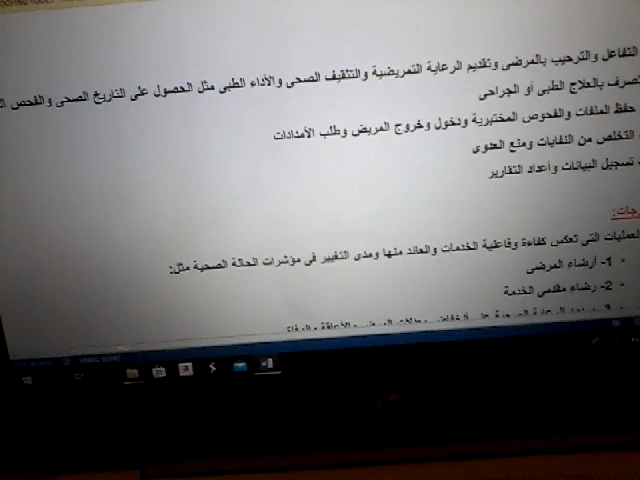 التفاعل والترحيب بالمرضى وتقديم الرعاية التمريضية والتثقيف الصحى والأداء الطبى مثل الحصول على التاريخ الصحى والفحص
بالعلاج الطبى أو الجراحى
حفظ الملفات والفحوص المختبرية ودخول وخروج المريض وطلب الأمدادات
التخلص من النفايات ومنع العدوى
تسجيل البيانات وأعداد التقارير
العمليات التى تعكس كفاءة وفاعلية الخدمات والعائد منها ومدى التغيير فى مؤشرات الحالة الصحية مثل:
1- أرضاء المرضى
2- رضاء مقدمى الخدمة